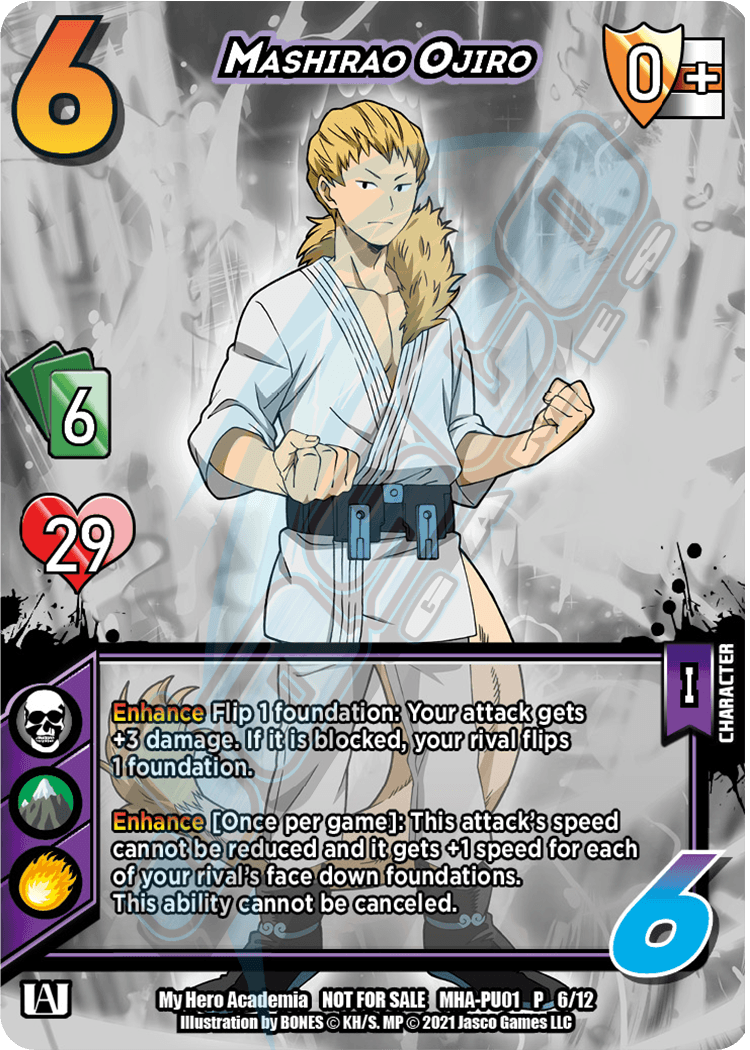 6
MASHIRAO OJIRO
0 +
6
29
I
CHARACTER
Enhance Flip 1 foundation: Your attack gets
+3 damage. If it is blocked, your rival flips
1 foundation.
Enhance [Once per game]: This attack's speed
cannot be reduced and it gets +1 speed for each
of your rival's face down foundations.
This ability cannot be canceled.
6
UA
My Hero Academia NOT FOR SALE MHA-PU01 P 6/12
Illustration by BONES © KH/S. MP © 2021 Jasco Games LLC